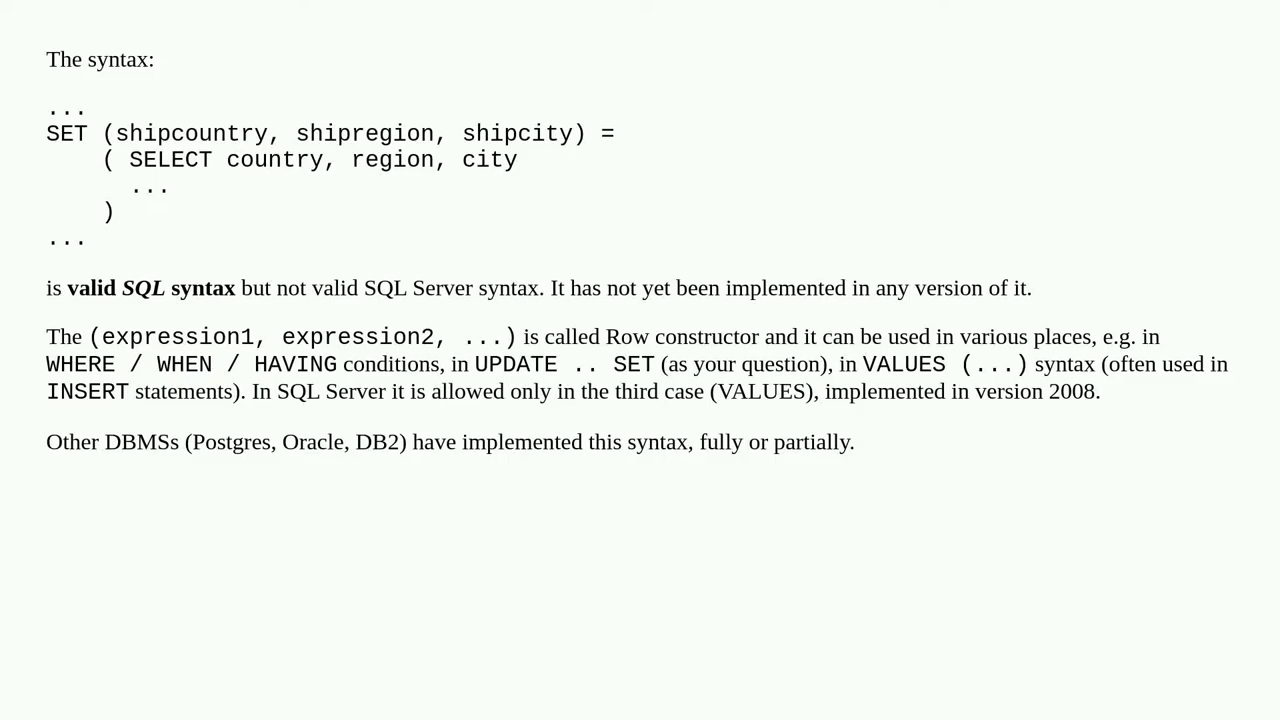 The syntax:
...
SET (shipcountry, shipregion, shipcity) =
    ( SELECT country, region, city
      ...
    )
...
is valid SQL syntax but not valid SQL Server syntax. It has not yet been implemented in any version of it.
The (expression1, expression2, ...) is called Row constructor and it can be used in various places, e.g. in
WHERE / WHEN / HAVING conditions, in UPDATE .. SET (as your question), in VALUES (...) syntax (often used in
INSERT statements). In SQL Server it is allowed only in the third case (VALUES), implemented in version 2008.
Other DBMSs (Postgres, Oracle, DB2) have implemented this syntax, fully or partially.